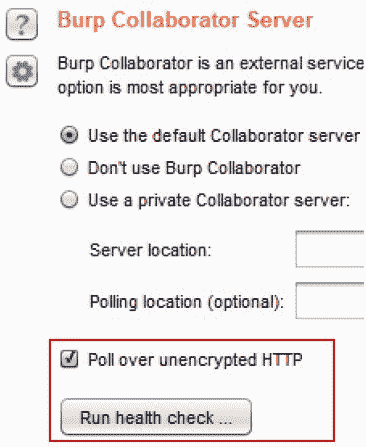 ?
Burp Collaborator Server
Burp Collaborator is an external service
option is most appropriate for you.
Use the default Collaborator server
Don't use Burp Collaborator
Use a private Collaborator server:
Server location:
Polling location (optional):
Poll over unencrypted HTTP
Run health check ...